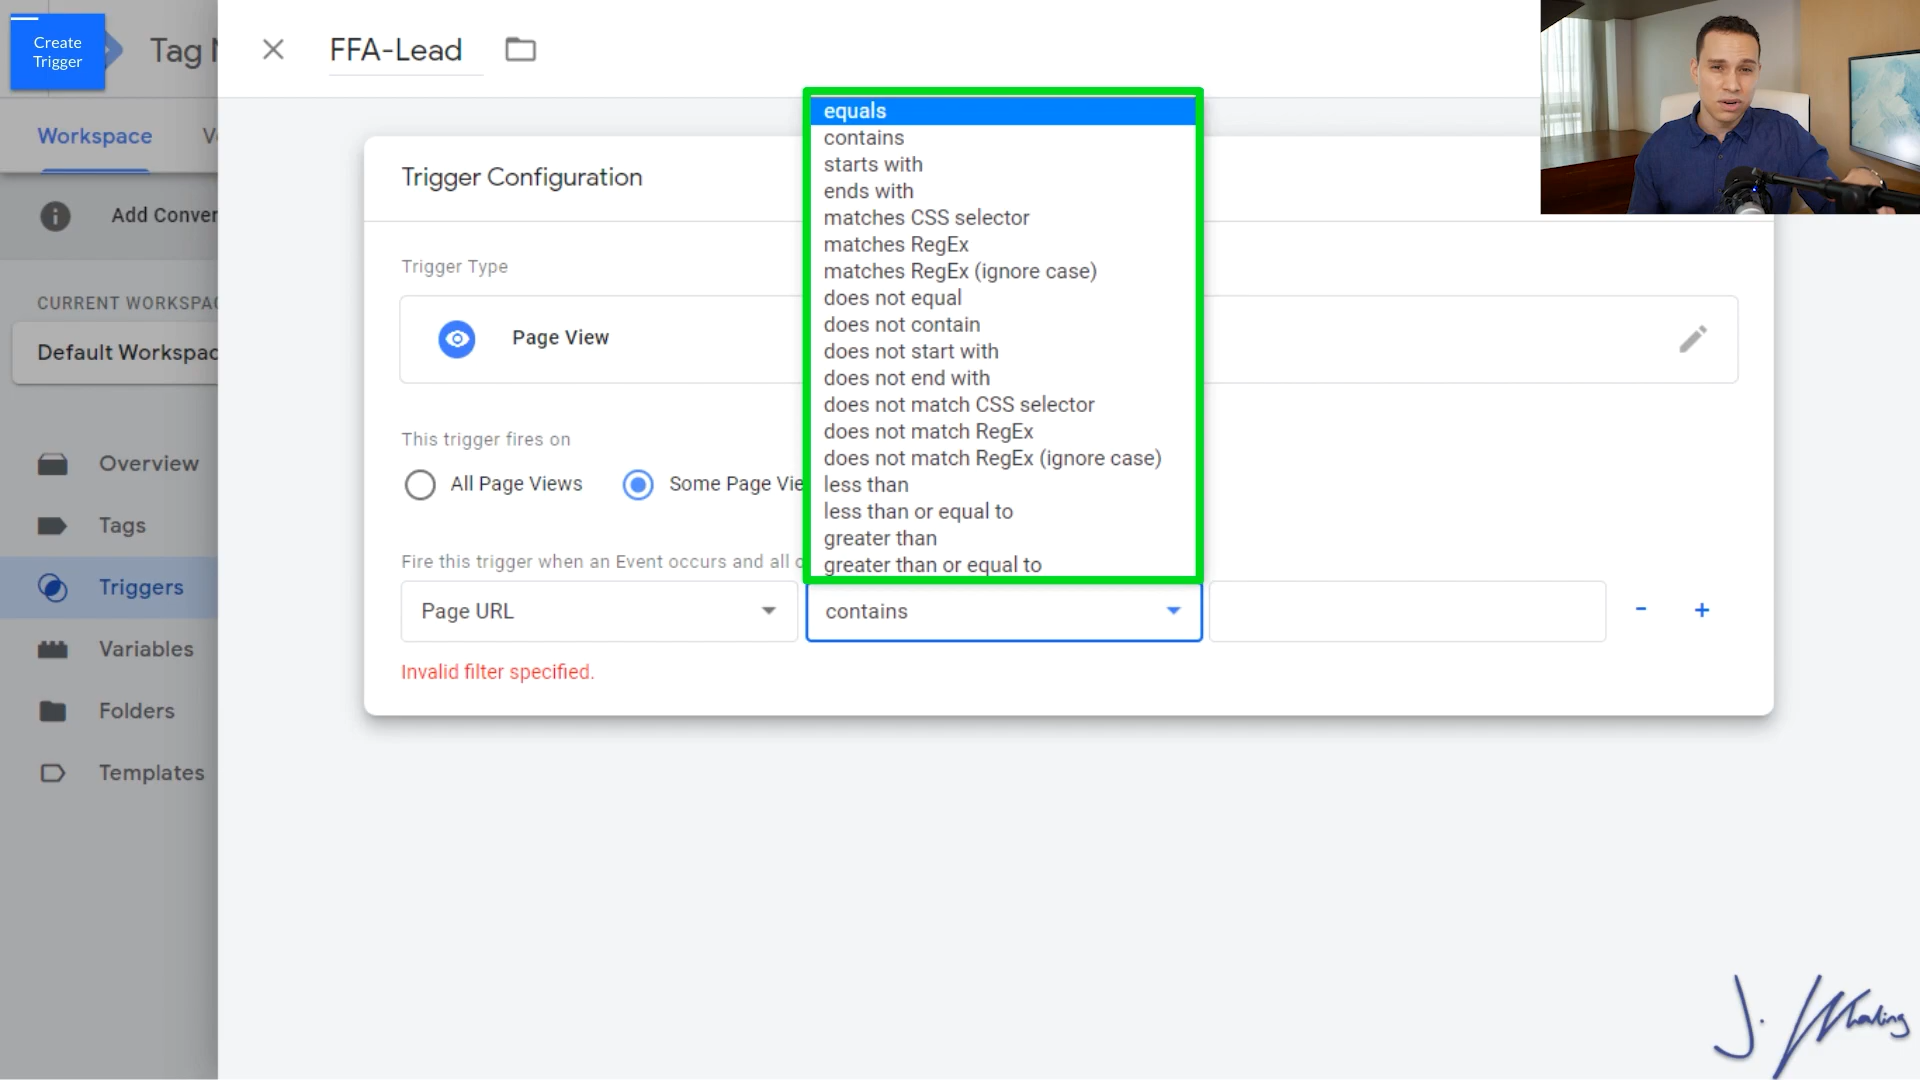 Create
Trigger
Tag
FFA-Lead
Workspace
Add Conver
CURRENT WORKSPAC
Default Workspac
Overview
Tags
Triggers
Variables
Folders
Templates
Trigger Configuration
Trigger Type
Page View
This trigger fires on
All Page Views
Some Page Vie
Fire this trigger when an Event occurs and all
equals
contains
starts with
ends with
matches CSS selector
matches RegEx
matches RegEx (ignore case)
does not equal
does not contain
does not start with
does not end with
does not match CSS selector
does not match RegEx
does not match RegEx (ignore case)
less than
less than or equal to
greater than
greater than or equal to
Page URL
contains
- +
Invalid filter specified.